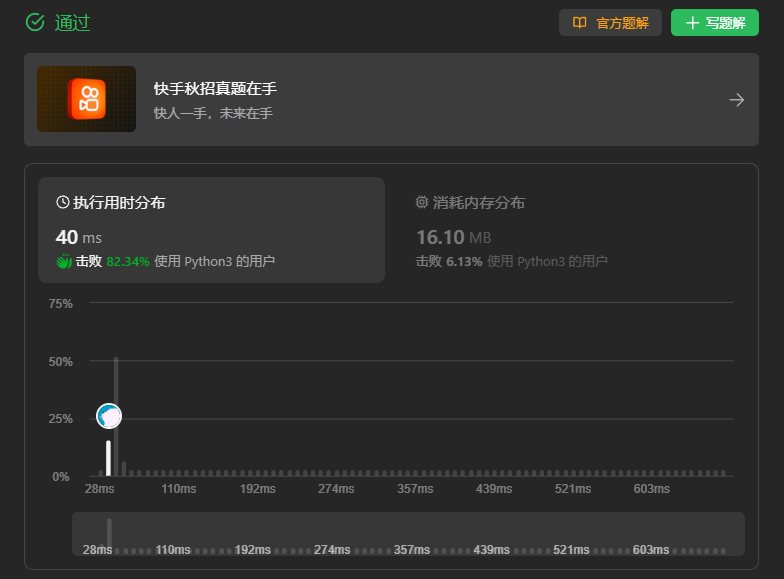 通过
官方题解
写题解
快手秋招真题在手
快人一手，未来在手
执行用时分布
40 ms
击败 82.34% 使用 Python3 的用户
消耗内存分布
16.10 MB
击败 6.13% 使用 Python3 的用户
75%
50%
25%
0%
28ms 110ms 192ms 274ms 357ms 439ms 521ms 603ms
28ms 110ms 192ms 274ms 357ms 439ms 521ms 603ms